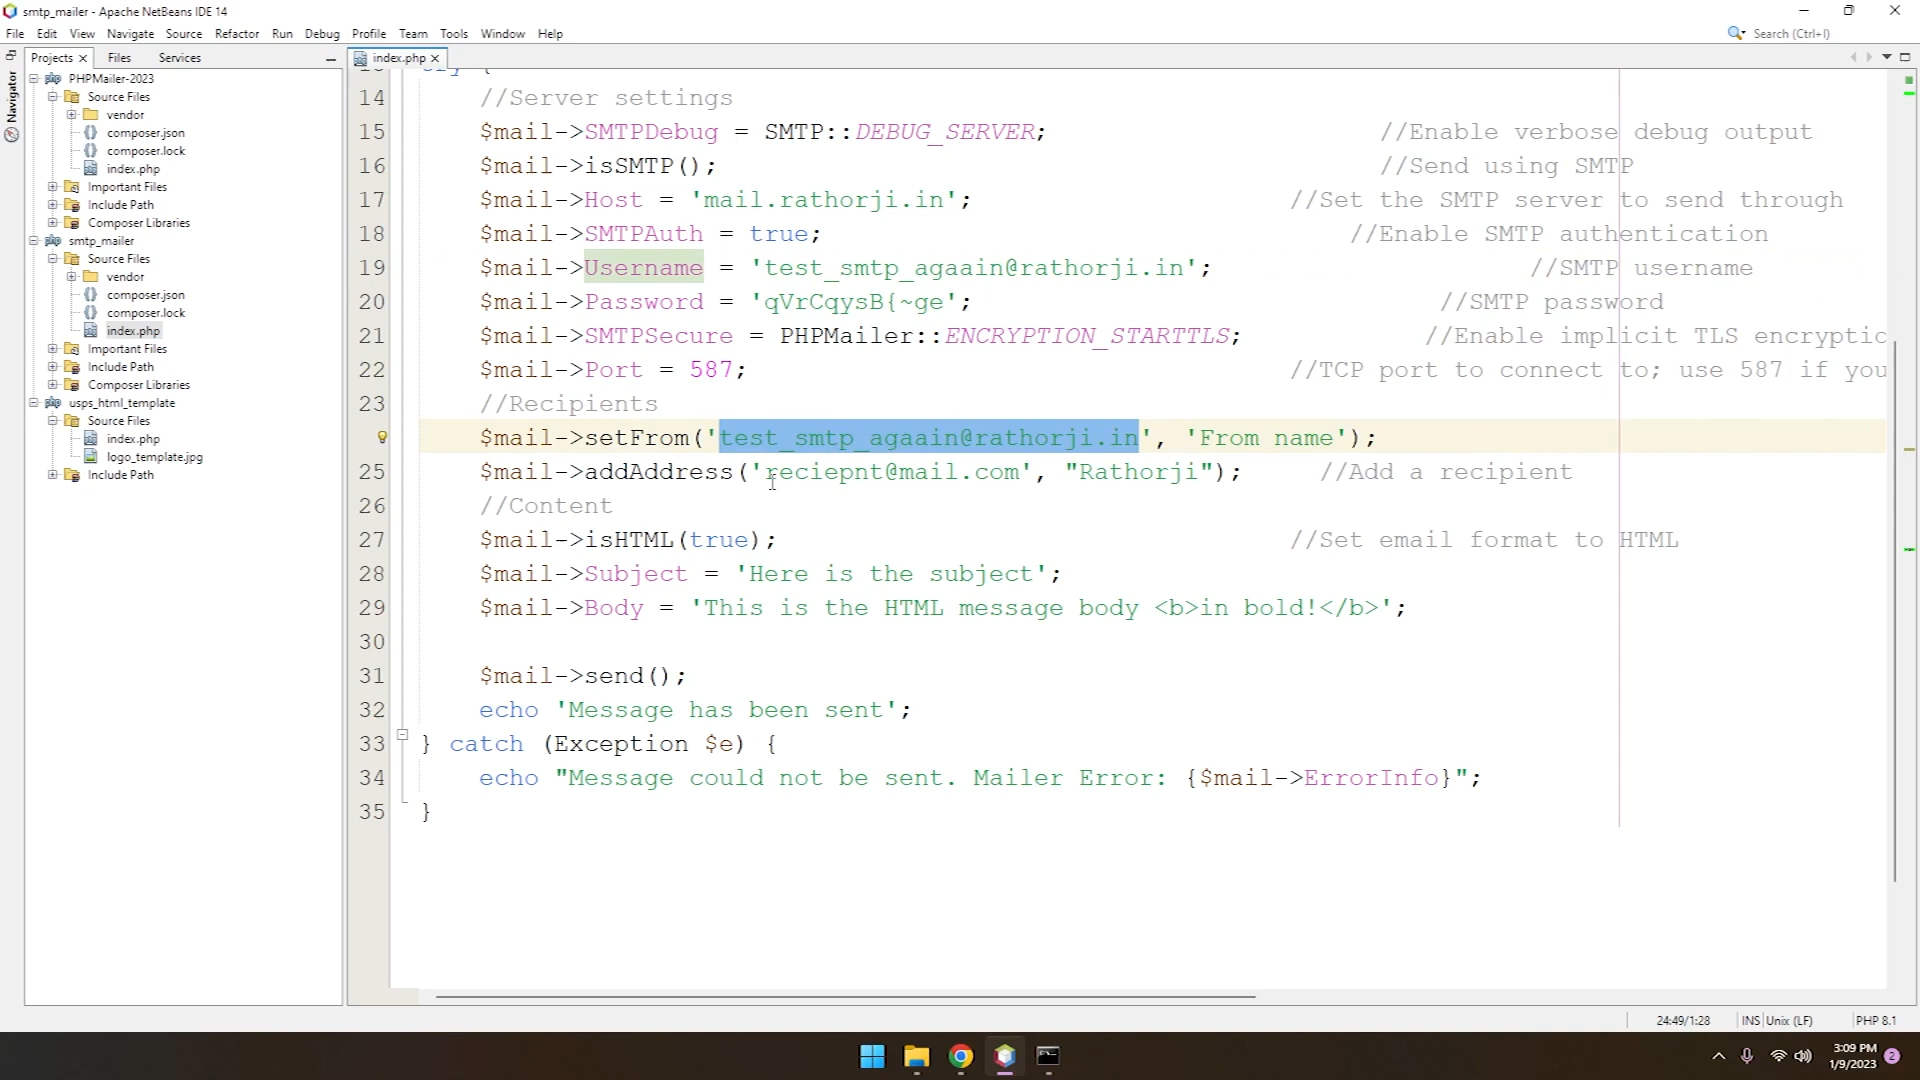 smtp_mailer - Apache NetBeans IDE 14
File Edit View Navigate Source Refactor Run Debug Profile Team Tools Window Help
Search (Ctrl+I)
Navigator
Projects Files Services
PHPMailer-2023
Source Files
vendor
composer.json
composer.lock
index.php
Important Files
Include Path
Composer Libraries
smtp_mailer
Source Files
vendor
composer.json
composer.lock
index.php
Important Files
Include Path
Composer Libraries
usps_html_template
Source Files
index.php
logo_template.jpg
Include Path
index.php
14 //Server settings
15 $mail->SMTPDebug = SMTP::DEBUG_SERVER; //Enable verbose debug output
16 $mail->isSMTP(); //Send using SMTP
17 $mail->Host = 'mail.rathorji.in'; //Set the SMTP server to send through
18 $mail->SMTPAuth = true; //Enable SMTP authentication
19 $mail->Username = 'test_smtp_agaain@rathorji.in'; //SMTP username
20 $mail->Password = 'qVrCqysB{~ge'; //SMTP password
21 $mail->SMTPSecure = PHPMailer::ENCRYPTION_STARTTLS; //Enable implicit TLS encryptic
22 $mail->Port = 587; //TCP port to connect to; use 587 if you
23 //Recipients
$mail->setFrom('test_smtp_agaain@rathorji.in', 'From name');
25 $mail->addAddress('reciepnt@mail.com', "Rathorji"); //Add a recipient
26 //Content
27 $mail->isHTML(true); //Set email format to HTML
28 $mail->Subject = 'Here is the subject';
29 $mail->Body = 'This is the HTML message body <b>in bold!</b>';
30
31 $mail->send();
32 echo 'Message has been sent';
33 } catch (Exception $e) {
34 echo "Message could not be sent. Mailer Error: {$mail->ErrorInfo}";
35 }
24:49/1:28 INS Unix (LF) PHP 8.1
3:09 PM
1/9/2023
2